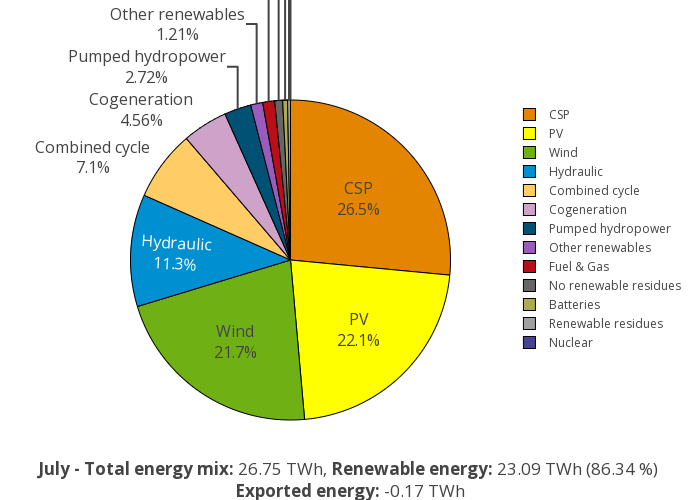 Other renewables
1.21%
Pumped hydropower
2.72%
Cogeneration
4.56%
Combined cycle
7.1%
Hydraulic
11.3%
CSP
26.5%
Wind
21.7%
PV
22.1%
CSP
PV
Wind
Hydraulic
Combined cycle
Cogeneration
Pumped hydropower
Other renewables
Fuel & Gas
No renewable residues
Batteries
Renewable residues
Nuclear
July - Total energy mix: 26.75 TWh, Renewable energy: 23.09 TWh (86.34 %)
Exported energy: -0.17 TWh